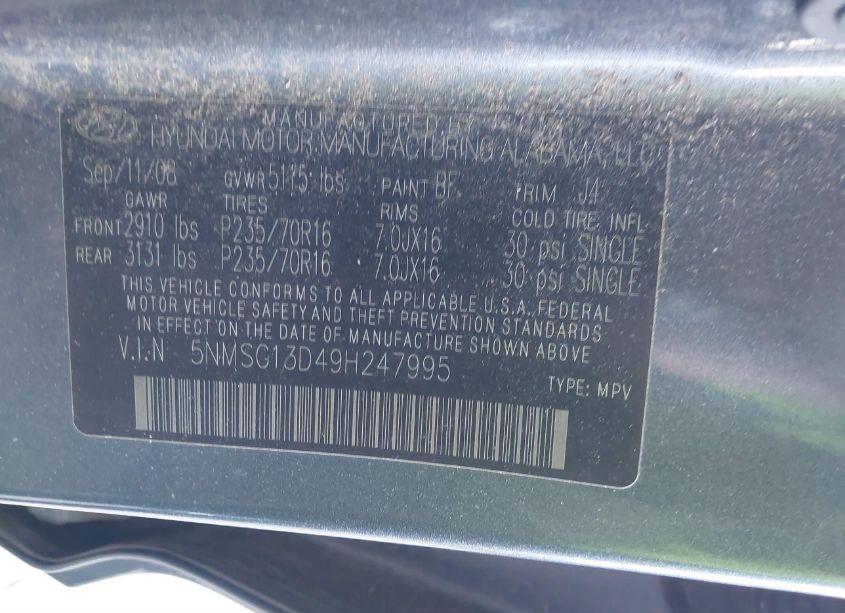 MANUFACTURED BY
HYUNDAI MOTOR MANUFACTURING ALABAMA, LLC
Sep/11/08 GVWR 5115 lbs PAINT BF TRIM J4
GAWR TIRES RIMS COLD TIRE INFL
FRONT 2910 lbs P235/70R16 7.0JX16 30 psi SINGLE
REAR 3131 lbs P235/70R16 7.0JX16 30 psi SINGLE
THIS VEHICLE CONFORMS TO ALL APPLICABLE U.S.A. FEDERAL
MOTOR VEHICLE SAFETY AND THEFT PREVENTION STANDARDS
IN EFFECT ON THE DATE OF MANUFACTURE SHOWN ABOVE
V.I.N: 5NMSG13D49H247995
TYPE: MPV